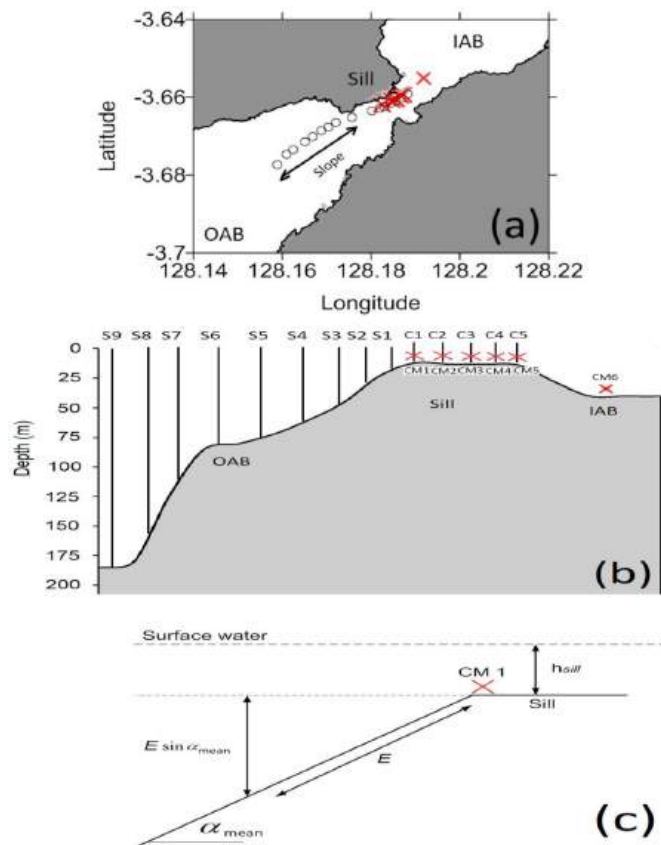 -3.64
IAB
Sill
-3.66
Latitude
-3.68
Slope
OAB
(a)
-3.7
128.14 128.16 128.18 128.2 128.22
Longitude
S9 S8 S7 S6 S5 S4 S3 S2 S1 C1 C2 C3 C4 C5
0
CM1 CM2 CM3 CM4 CM5
CM6
25
Sill
IAB
50
75
OAB
Depth (m)
100
125
150
175
(b)
200
Surface water
CM 1
hsill
Sill
E sin αmean
E
αmean
(c)